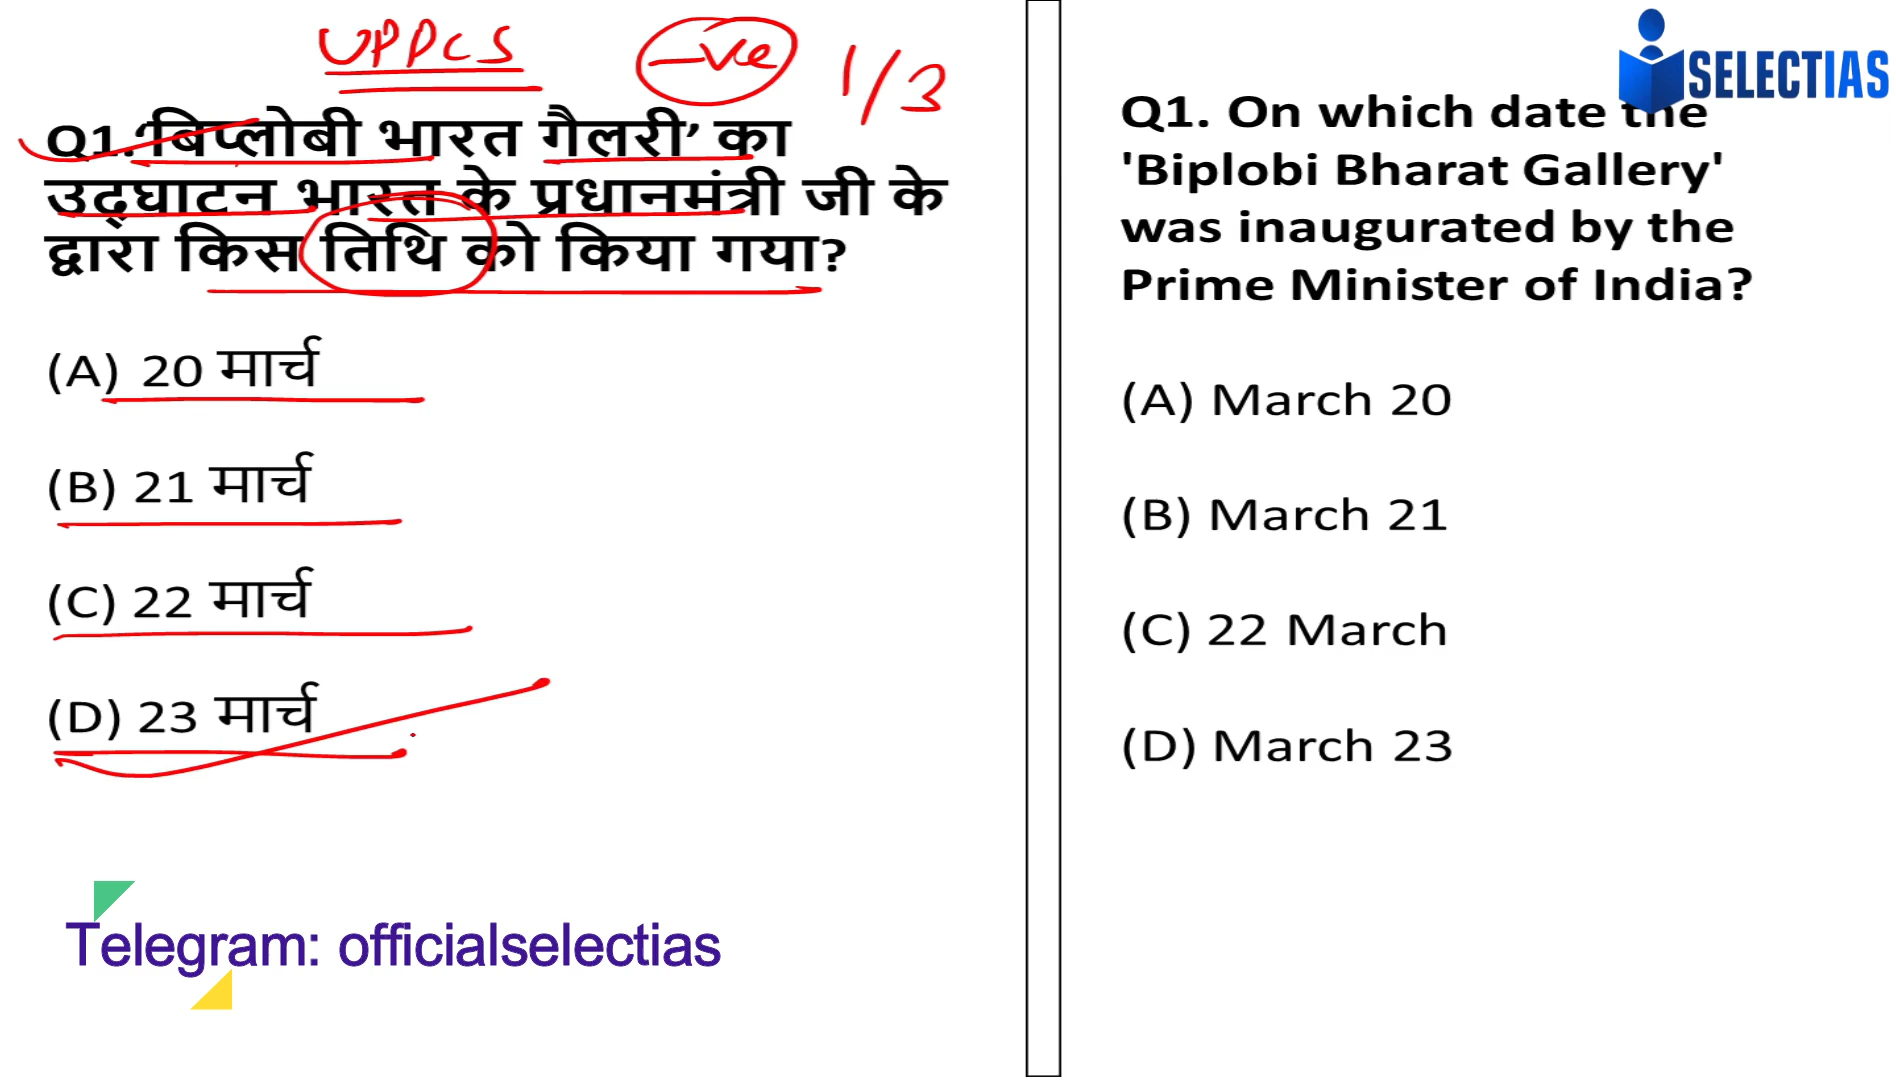 UPPCS -ve 1/3
Q1. ‘बिप्लोबी भारत गैलरी’ का
उद्घाटन भारत के प्रधानमंत्री जी के
द्वारा किस तिथि को किया गया?
(A) 20 मार्च
(B) 21 मार्च
(C) 22 मार्च
(D) 23 मार्च
Telegram: officialselectias
SELECTIAS
Q1. On which date the
'Biplobi Bharat Gallery'
was inaugurated by the
Prime Minister of India?
(A) March 20
(B) March 21
(C) 22 March
(D) March 23